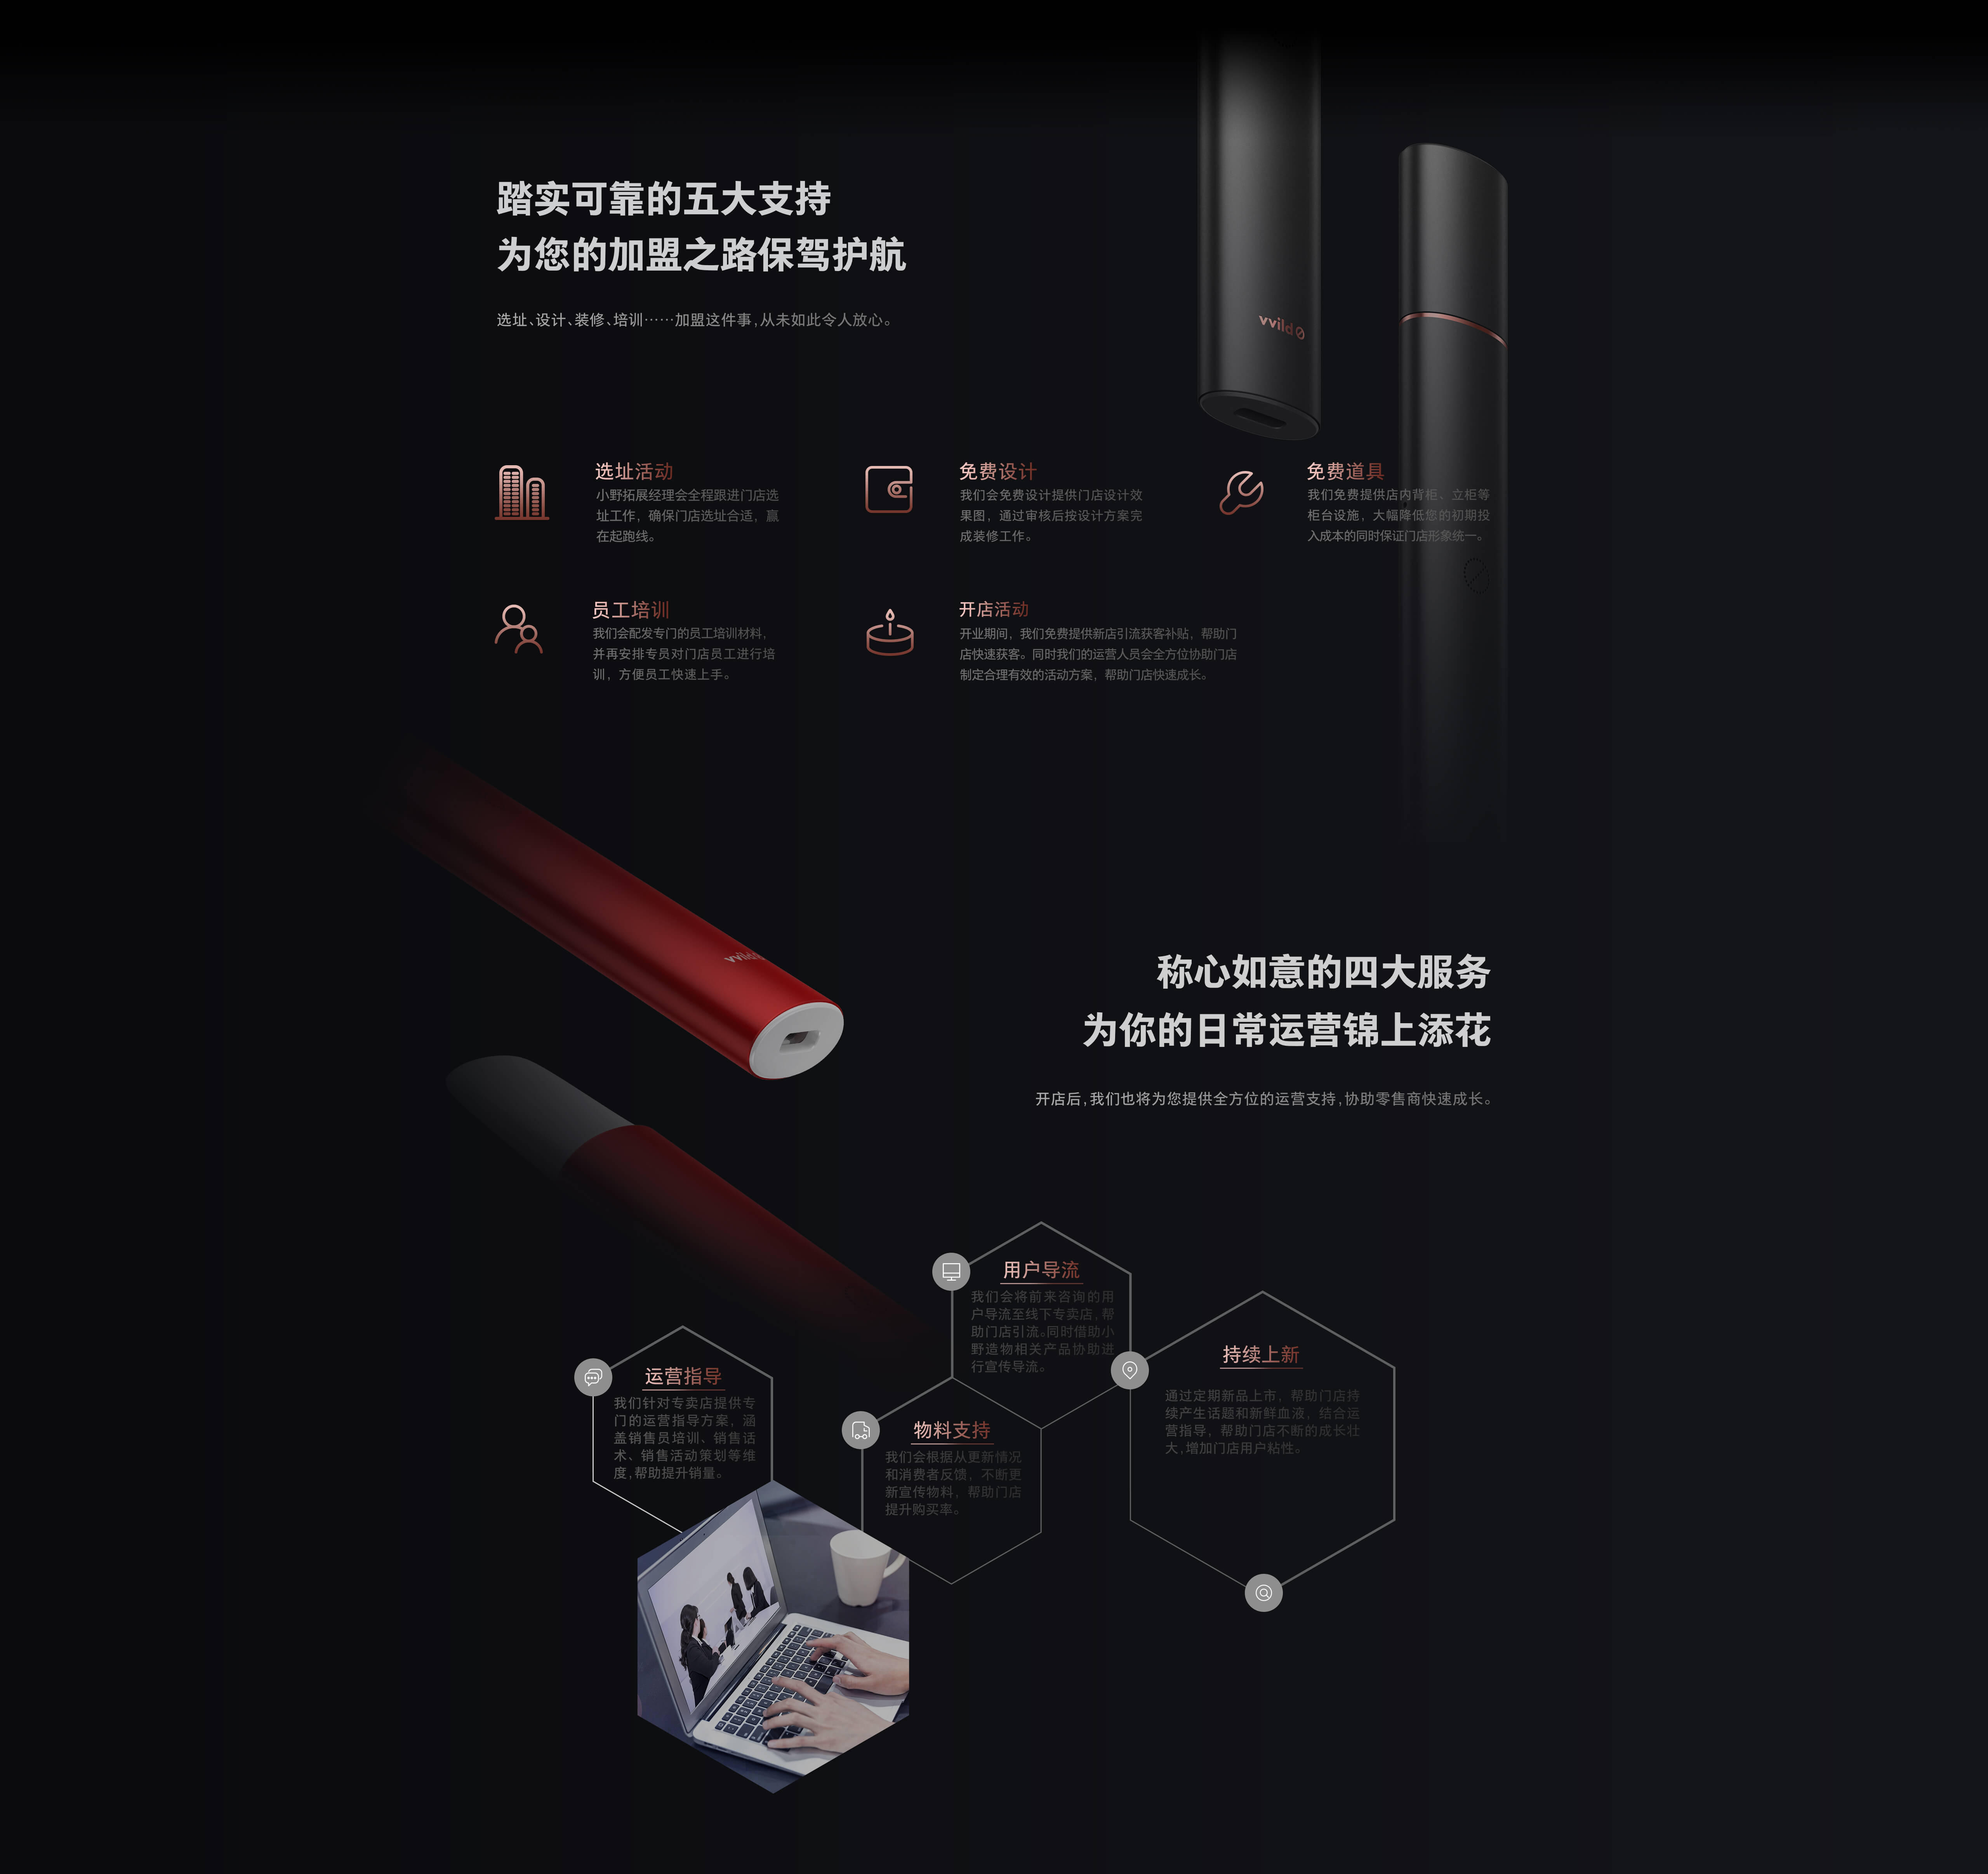 踏实可靠的五大支持
为您的加盟之路保驾护航
选址、设计、装修、培训……加盟这件事,从未如此令人放心。
vvild
选址活动
小野拓展经理会全程跟进门店选
址工作，确保门店选址合适，赢
在起跑线。
免费设计
我们会免费设计提供门店设计效
果图，通过审核后按设计方案完
成装修工作。
免费道具
我们免费提供店内背柜、立柜等
柜台设施，大幅降低您的初期投
入成本的同时保证门店形象统一。
员工培训
我们会配发专门的员工培训材料，
并再安排专员对门店员工进行培
训，方便员工快速上手。
开店活动
开业期间，我们免费提供新店引流获客补贴，帮助门
店快速获客。同时我们的运营人员会全方位协助门店
制定合理有效的活动方案，帮助门店快速成长。
vvild
称心如意的四大服务
为你的日常运营锦上添花
开店后,我们也将为您提供全方位的运营支持,协助零售商快速成长。
用户导流
我们会将前来咨询的用
户导流至线下专卖店,帮
助门店引流。同时借助小
野造物相关产品协助进
行宣传导流。
持续上新
通过定期新品上市，帮助门店持
续产生话题和新鲜血液，结合运
营指导，帮助门店不断的成长壮
大,增加门店用户粘性。
运营指导
我们针对专卖店提供专
门的运营指导方案，涵
盖销售员培训、销售话
术、销售活动策划等维
度,帮助提升销量。
物料支持
我们会根据从更新情况
和消费者反馈，不断更
新宣传物料，帮助门店
提升购买率。